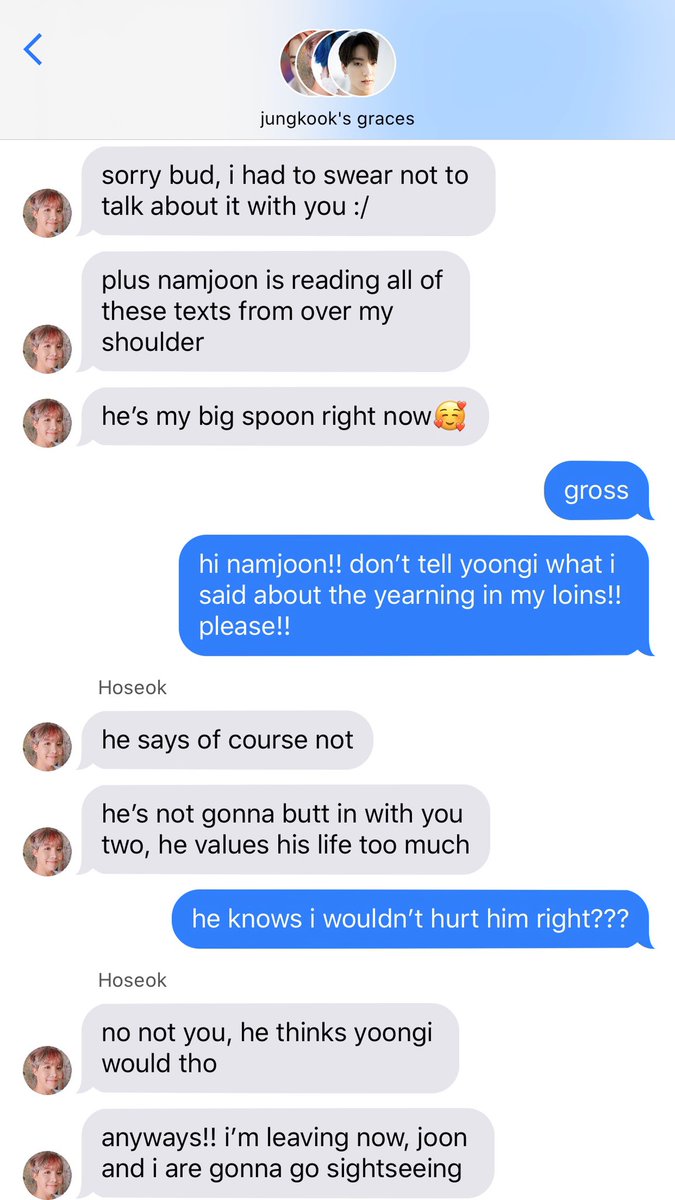 jungkook's graces
sorry bud, i had to swear not to
talk about it with you :/
plus namjoon is reading all of
these texts from over my
shoulder
he’s my big spoon right now🥰
gross
hi namjoon!! don’t tell yoongi what i
said about the yearning in my loins!!
please!!
Hoseok
he says of course not
he’s not gonna butt in with you
two, he values his life too much
he knows i wouldn’t hurt him right???
Hoseok
no not you, he thinks yoongi
would tho
anyways!! i’m leaving now, joon
and i are gonna go sightseeing